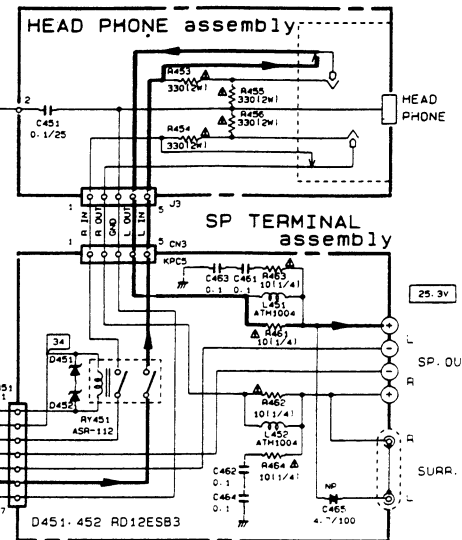 HEAD PHONE assembly
R453
330(2W)
2
R455
330(2W)
HEAD
PHONE
C451
0.1/25
R456
330(2W)
R454
330(2W)
1
5
J3
R IN
R OUT
GND
L OUT
L IN
SP TERMINAL
assembly
1
5
CN3
KPC5
C463
0.1
C461
0.1
R463
10(1/4)
25.3V
L451
ATH1004
R461
10(1/4)
+
L
34
D451
-
SP. OU
-
R
D452
R462
10(1/4)
+
451
1
RY451
ASR-112
L452
ATH1004
R
R464
10(1/4)
C462
0.1
SURR.
C464
0.1
NP
L
C465
4.7/100
7
D451, 452 RD12ESB3